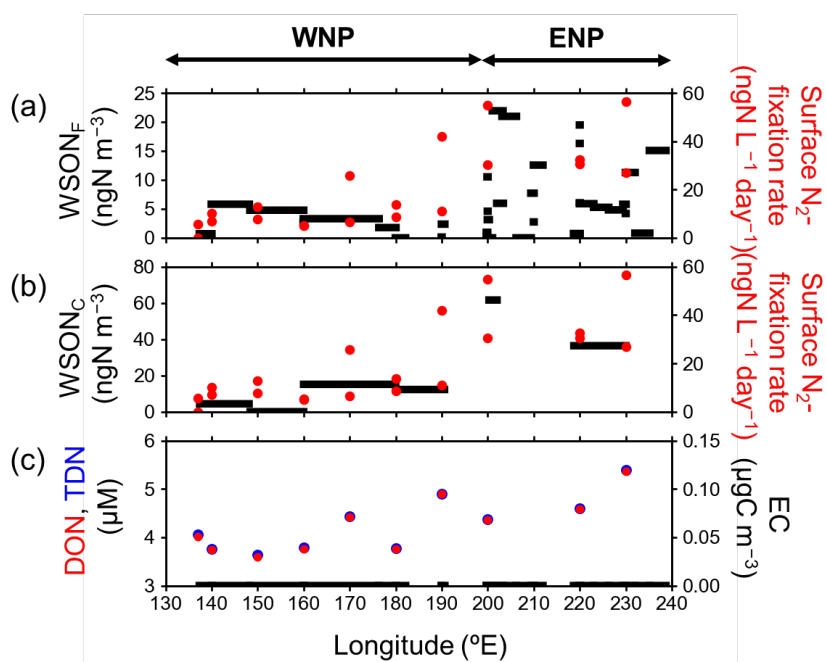 WNP ENP
(a)
WSON_F
(ngN m⁻³)
25
20
15
10
5
0
60
40
20
0
Surface N₂-
fixation rate
(ngN L⁻¹ day⁻¹)
(b)
WSON_C
(ngN m⁻³)
80
60
40
20
0
60
40
20
0
Surface N₂-
fixation rate
(ngN L⁻¹ day⁻¹)
(c)
DON, TDN
(μM)
6
5
4
3
0.15
0.10
0.05
0.00
EC
(μgC m⁻³)
130 140 150 160 170 180 190 200 210 220 230 240
Longitude (ºE)